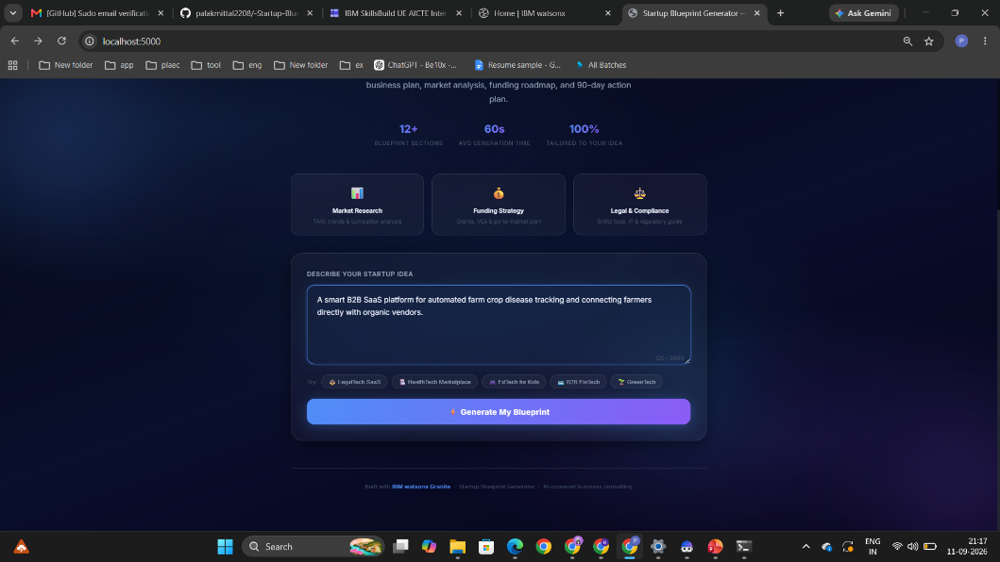 [GitHub] Sudo email verificati
palakmittal2208/-Startup-Blu
IBM SkillsBuild UE AICTE Inte
Home | IBM watsonx
Startup Blueprint Generator –
Ask Gemini
localhost:5000
P
New folder
app
plaec
tool
eng
New folder
ex
ChatGPT - Be10x -...
Resume sample - G...
All Batches
business plan, market analysis, funding roadmap, and 90-day action
plan.
12+
60s
100%
BLUEPRINT SECTIONS
AVG GENERATION TIME
TAILORED TO YOUR IDEA
Market Research
Funding Strategy
Legal & Compliance
TAM, trends & competitor analysis
Grants, VCs & go-to-market plan
Entity type, IP & regulatory guide
DESCRIBE YOUR STARTUP IDEA
A smart B2B SaaS platform for automated farm crop disease tracking and connecting farmers
directly with organic vendors.
122 / 2000
Try:
LegalTech SaaS
HealthTech Marketplace
EdTech for Kids
B2B FinTech
GreenTech
Generate My Blueprint
Built with IBM watsonx Granite · Startup Blueprint Generator · AI-powered business consulting
Search
ENG
IN
21:17
11-09-2026